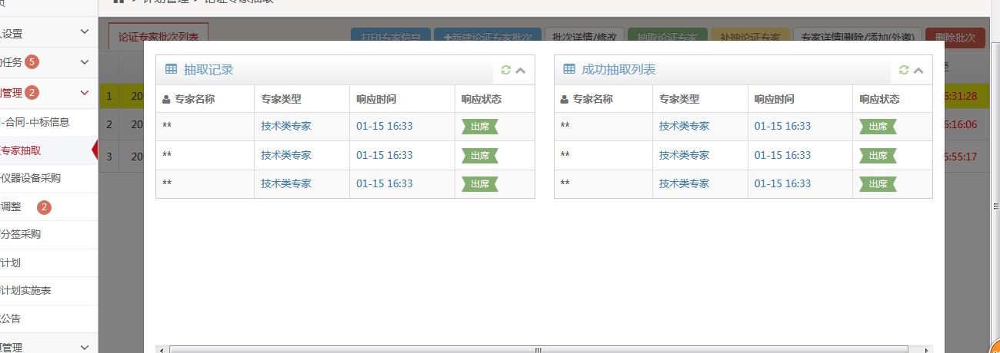 > 计划管理 > 论证专家抽取
设置
任务 5
管理 2
-合同-中标信息
专家抽取
仪器设备采购
调整 2
分签采购
计划
计划实施表
公告
管理
论证专家批次列表
打印专家信息
新建论证专家批次
批次详情/修改
抽取论证专家
补抽论证专家
专家详情|删除/添加(外邀)
删除批次
1 20 6:31:28
2 20 6:16:06
3 20 5:55:17
抽取记录
专家名称 专家类型 响应时间 响应状态
** 技术类专家 01-15 16:33 出席
** 技术类专家 01-15 16:33 出席
** 技术类专家 01-15 16:33 出席
成功抽取列表
专家名称 专家类型 响应时间 响应状态
** 技术类专家 01-15 16:33 出席
** 技术类专家 01-15 16:33 出席
** 技术类专家 01-15 16:33 出席